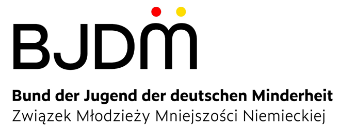 BJDM
Bund der Jugend der deutschen Minderheit
Związek Młodzieży Mniejszości Niemieckiej